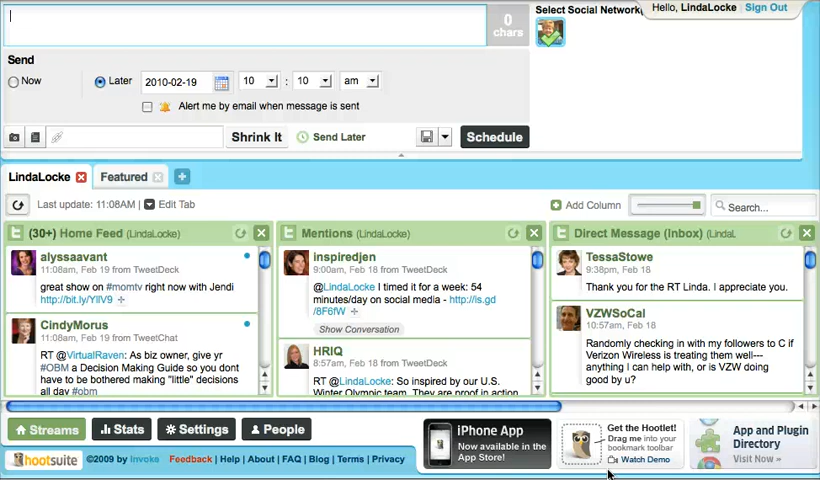 Hello, LindaLocke Sign Out
0
chars
Select Social Network
Send
Now
Later
2010-02-19
10 : 10 am
Alert me by email when message is sent
Shrink It
Send Later
Schedule
LindaLocke
Featured
Last update: 11:08AM | Edit Tab
Add Column
Search...
(30+) Home Feed (LindaLocke)
alyssaavant
11:08am, Feb 19 from TweetDeck
great show on #momtv right now with Jendi
http://bit.ly/YllV9
CindyMorus
11:08am, Feb 19 from TweetChat
RT @VirtualRaven: As biz owner, give yr
#OBM a Decision Making Guide so you dont
have to be bothered making "little" decisions
all day #obm
Mentions (LindaLocke)
inspiredjen
9:00am, Feb 18 from TweetDeck
@LindaLocke I timed it for a week: 54
minutes/day on social media - http://is.gd
/8F6fW
Show Conversation
HRIQ
8:57am, Feb 18 from TweetDeck
RT @LindaLocke: So inspired by our U.S.
Winter Olympic team. They are proof in action
Direct Message (Inbox) (LindaL
TessaStowe
9:38pm, Feb 18
Thank you for the RT Linda. I appreciate you.
VZWSoCal
10:57am, Feb 18
Randomly checking in with my followers to C if
Verizon Wireless is treating them well---
anything I can help with, or is VZW doing
good by u?
Streams
Stats
Settings
People
iPhone App
Now available in the
App Store!
Get the Hootlet!
Drag me into your
bookmark toolbar
Watch Demo
App and Plugin
Directory
Visit Now »
hootsuite ©2009 by Invoke Feedback | Help | About | FAQ | Blog | Terms | Privacy